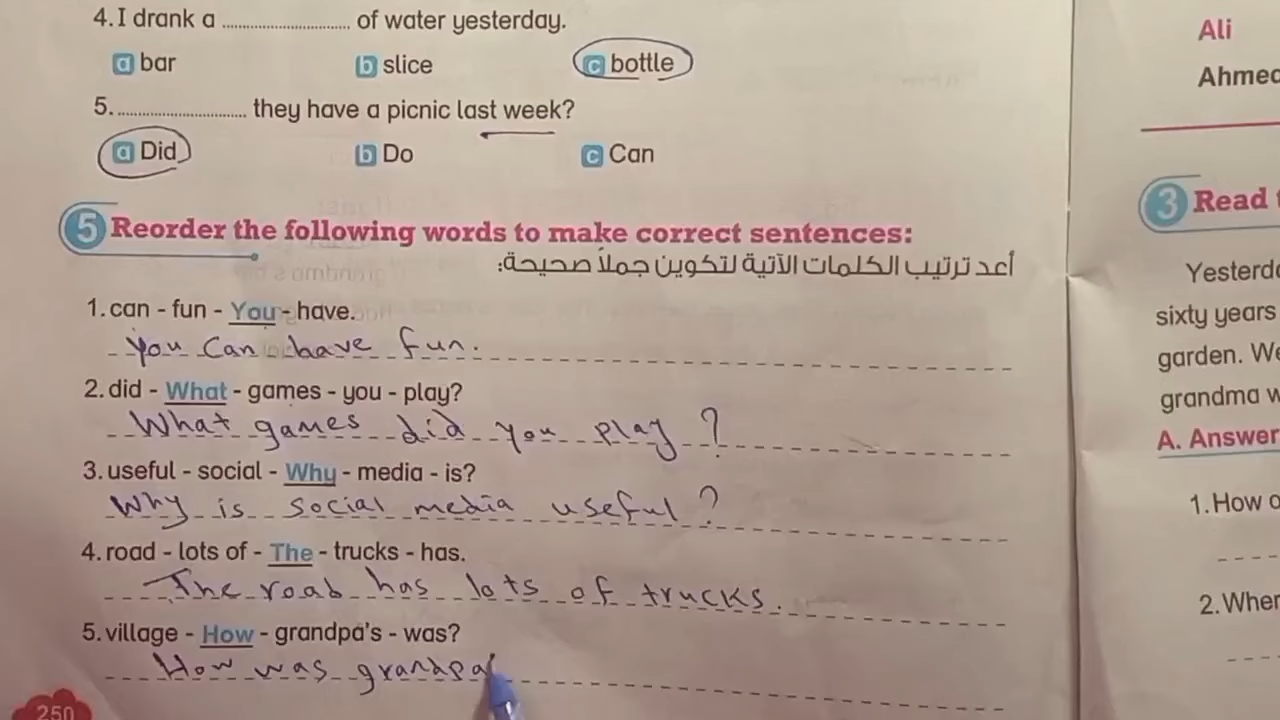 4. I drank a .............................. of water yesterday.
a bar b slice c bottle
5. .............................. they have a picnic last week?
a Did b Do c Can
5 Reorder the following words to make correct sentences:
أعد ترتيب الكلمات الآتية لتكوين جملاً صحيحة:
1. can - fun - You - have.
You can have fun.
2. did - What - games - you - play?
What games did you play?
3. useful - social - Why - media - is?
Why is social media useful?
4. road - lots of - The - trucks - has.
The road has lots of trucks.
5. village - How - grandpa's - was?
How was grandpa
250
Ali
Ahmed
3 Read
Yesterd
sixty years
garden. We
grandma w
A. Answer
1. How
2. When